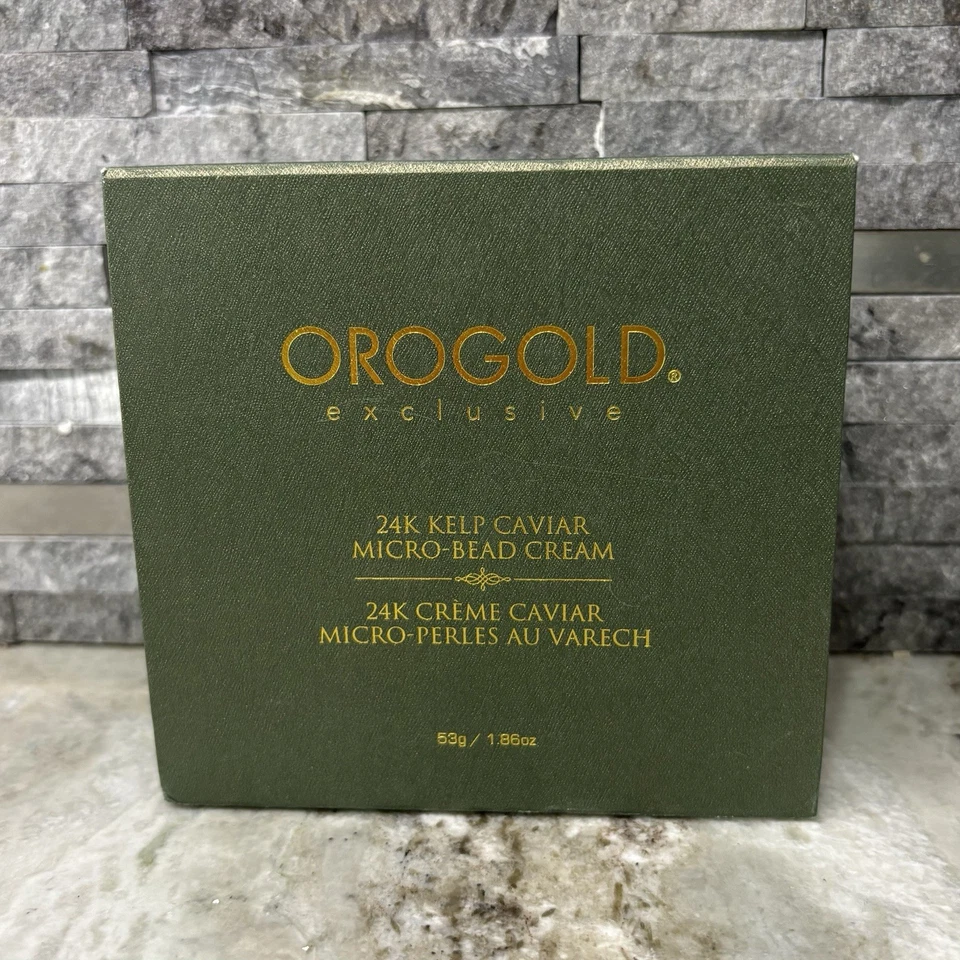 OROGOLD®
exclusive
24K KELP CAVIAR
MICRO-BEAD CREAM
24K CRÈME CAVIAR
MICRO-PERLES AU VARECH
53g / 1.86oz